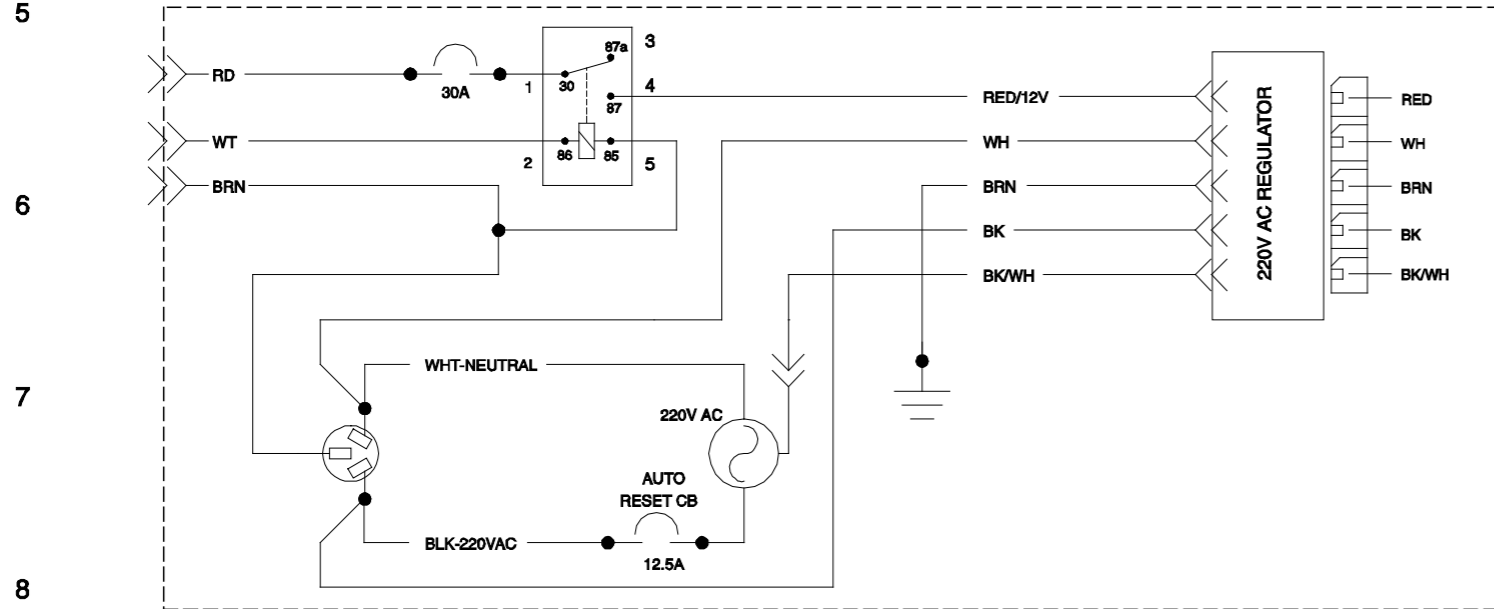 5
87a
3
RD
30A
1
30
4
87
RED/12V
RED
WT
86
85
2
5
WH
WH
BRN
BRN
BRN
6
BK
BK
BK/WH
BK/WH
220V AC REGULATOR
7
WHT-NEUTRAL
220V AC
AUTO
RESET CB
BLK-220VAC
12.5A
8